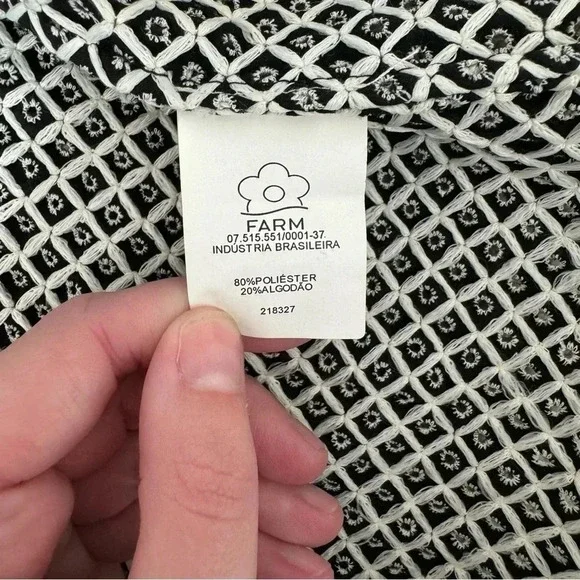 FARM
07.515.551/0001-37.
INDÚSTRIA BRASILEIRA
80%POLIÉSTER
20%ALGODÃO
218327